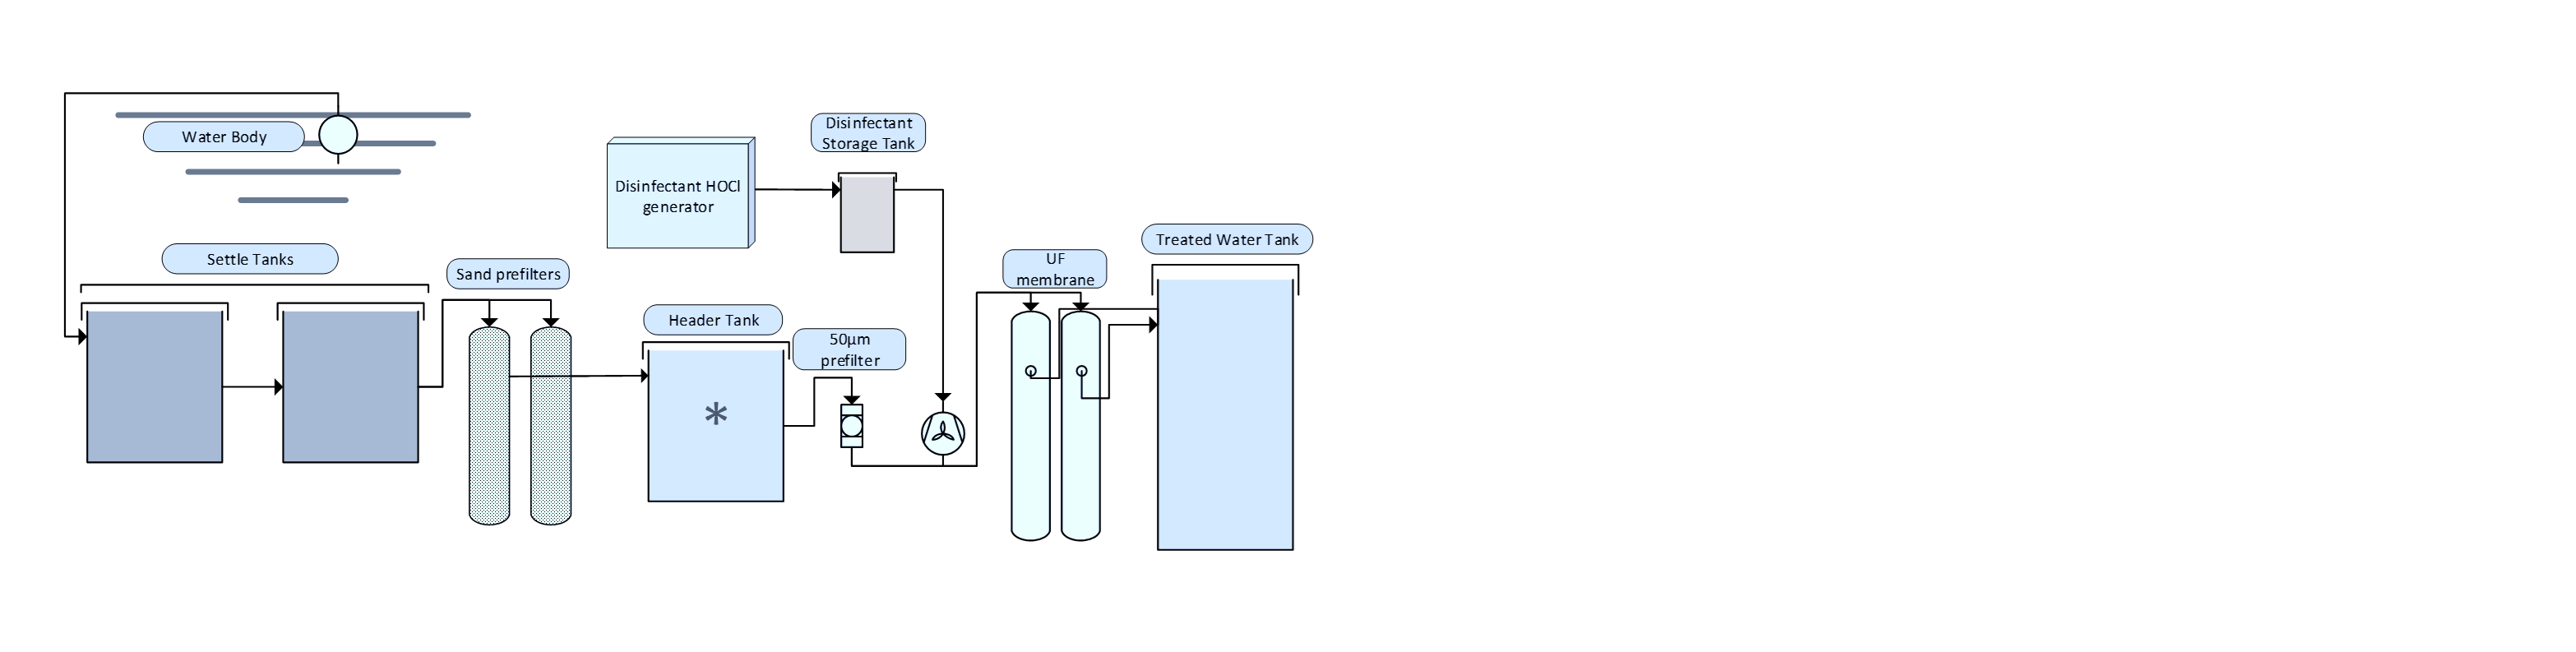 Water Body
Disinfectant
Storage Tank
Disinfectant HOCl
generator
Settle Tanks
Sand prefilters
Header Tank
50µm
prefilter
UF
membrane
Treated Water Tank
*